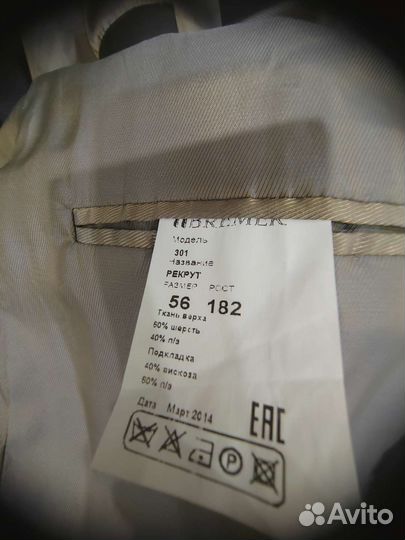 BREMER
Модель
301
Название
РЕКРУТ
РАЗМЕР РОСТ
56 182
Ткань верха
60% шерсть
40% п/э
Подкладка
40% вискоза
60% п/э
Дата Март 2014
EAC
P
Avito